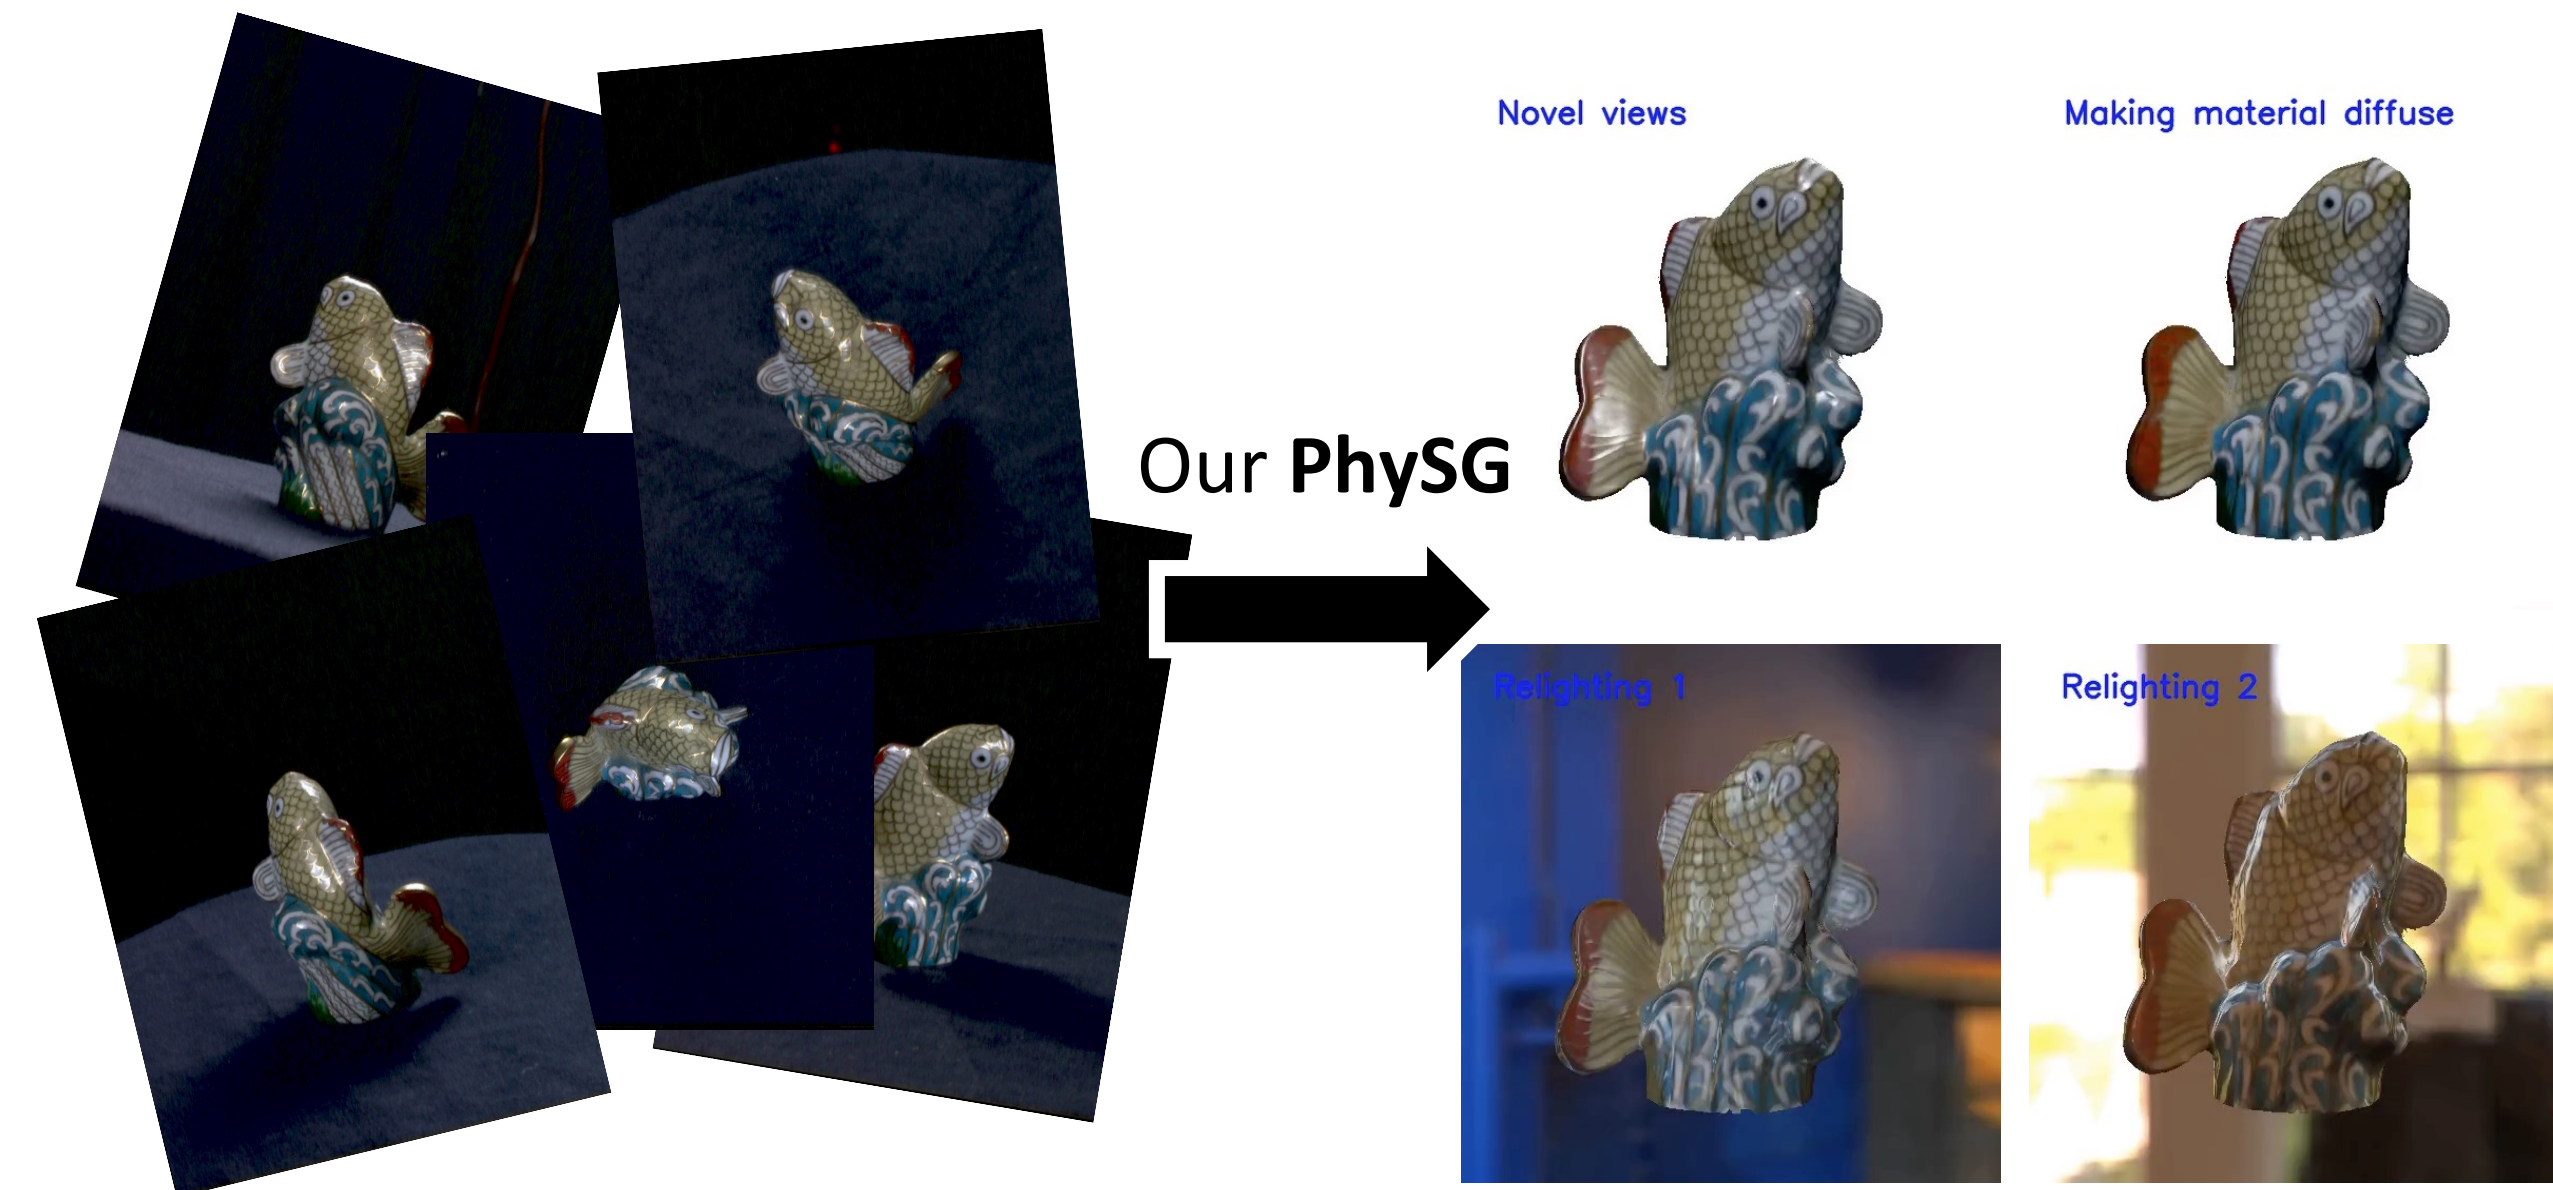 Novel views
Making material diffuse
Our PhySG
Relighting 1
Relighting 2